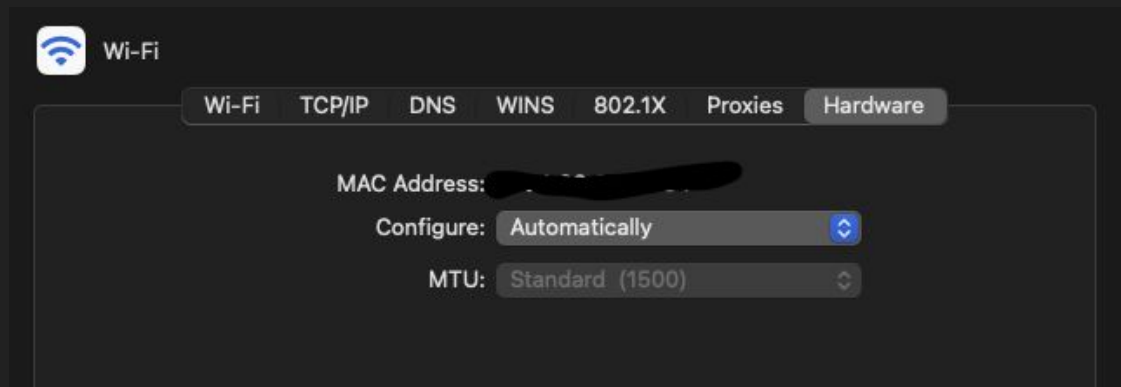 Wi-Fi
Wi-Fi TCP/IP DNS WINS 802.1X Proxies Hardware
MAC Address:
Configure: Automatically
MTU: Standard (1500)